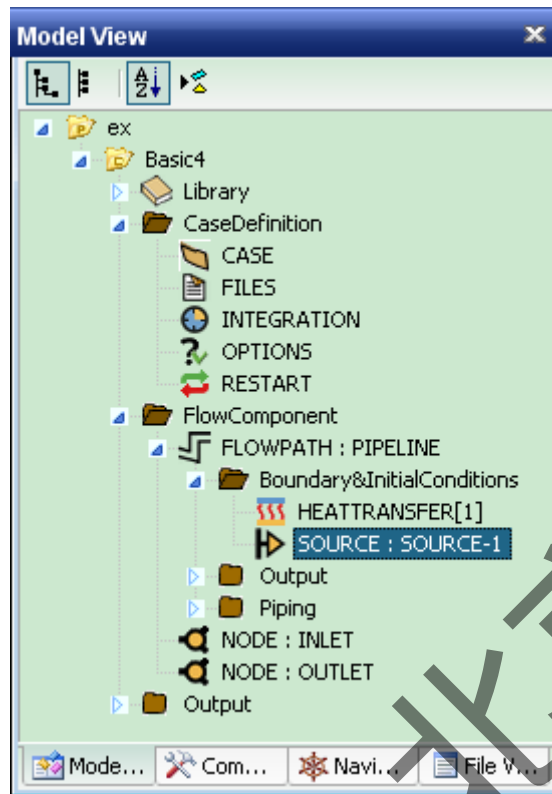 Model View
ex
Basic4
Library
CaseDefinition
CASE
FILES
INTEGRATION
OPTIONS
RESTART
FlowComponent
FLOWPATH : PIPELINE
Boundary&InitialConditions
HEATTRANSFER[1]
SOURCE : SOURCE-1
Output
Piping
NODE : INLET
NODE : OUTLET
Output
Mode... Com... Navi... File V...